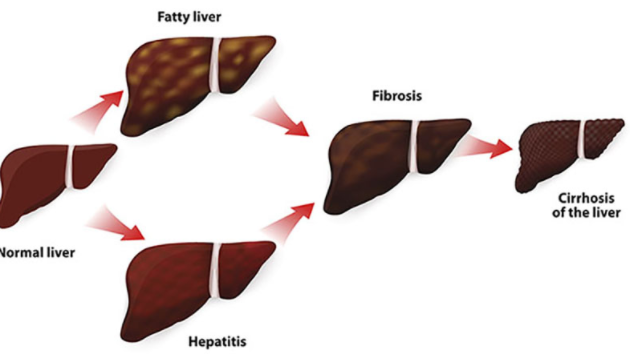 Fatty liver
Fibrosis
Normal liver
Cirrhosis
of the liver
Hepatitis